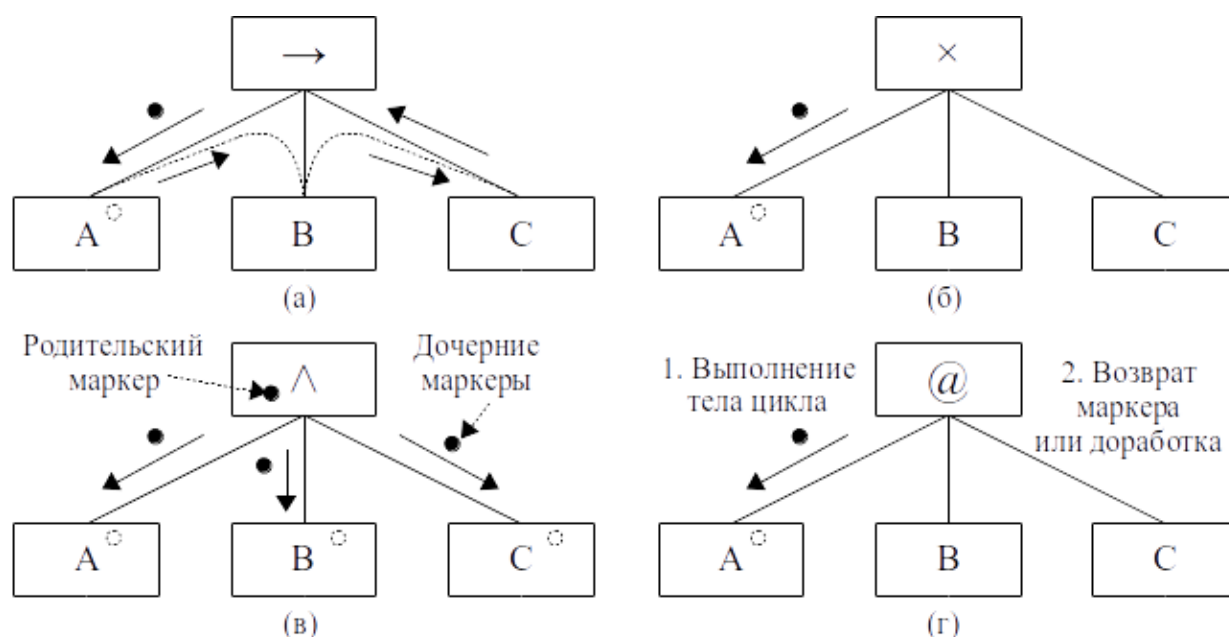 →
×
A
B
C
A
B
C
(а)
(б)
Родительский
маркер
^
Дочерние
маркеры
1. Выполнение
тела цикла
@
2. Возврат
маркера
или доработка
A
B
C
A
B
C
(в)
(г)